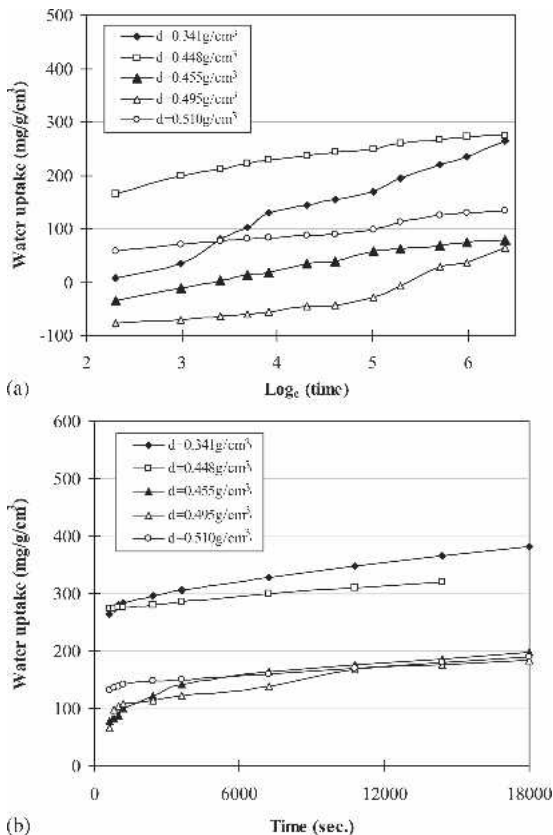 500
400
300
200
100
0
-100
Water uptake (mg/g/cm³)
d=0.341g/cm³
d=0.448g/cm³
d=0.455g/cm³
d=0.495g/cm³
d=0.510g/cm³
2 3 4 5 6
(a) Logₑ (time)
600
500
400
300
200
100
0
Water uptake (mg/g/cm³)
d=0.341g/cm³
d=0.448g/cm³
d=0.455g/cm³
d=0.495g/cm³
d=0.510g/cm³
0 6000 12000 18000
(b) Time (sec.)